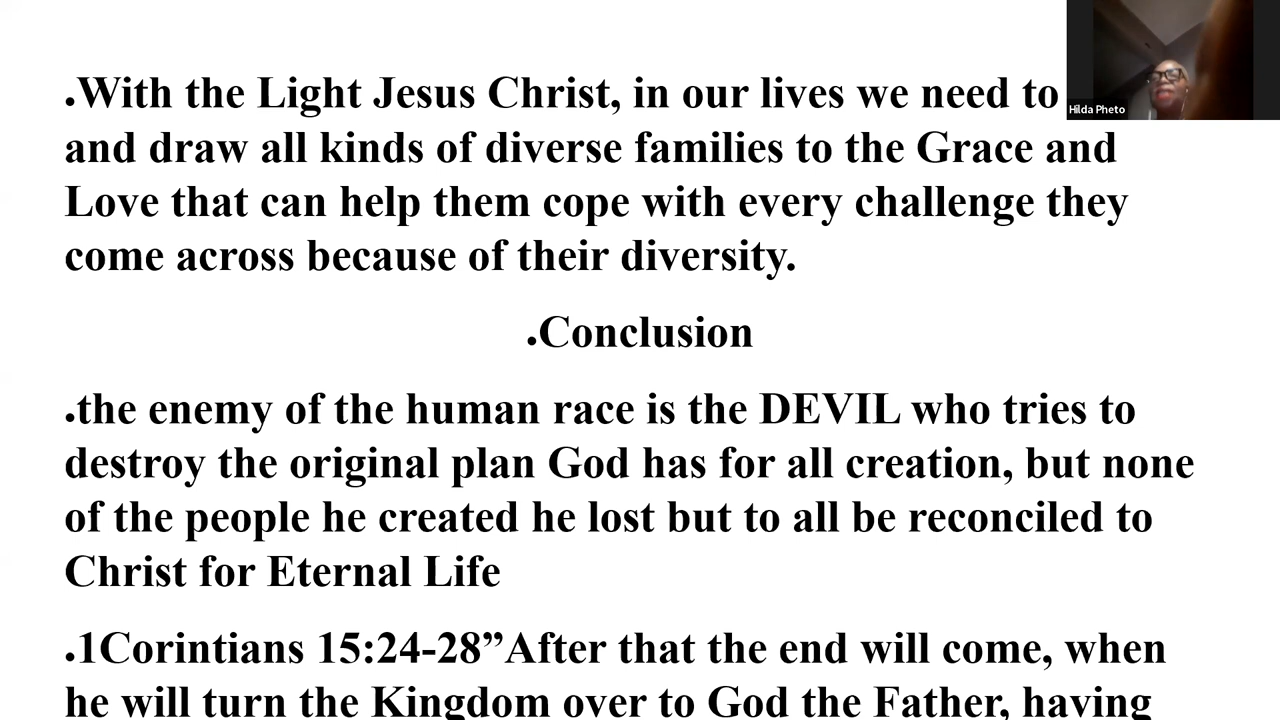 .With the Light Jesus Christ, in our lives we need to
Hilda Pheto
and draw all kinds of diverse families to the Grace and
Love that can help them cope with every challenge they
come across because of their diversity.
.Conclusion
.the enemy of the human race is the DEVIL who tries to
destroy the original plan God has for all creation, but none
of the people he created he lost but to all be reconciled to
Christ for Eternal Life
.1Corintians 15:24-28”After that the end will come, when
he will turn the Kingdom over to God the Father, having